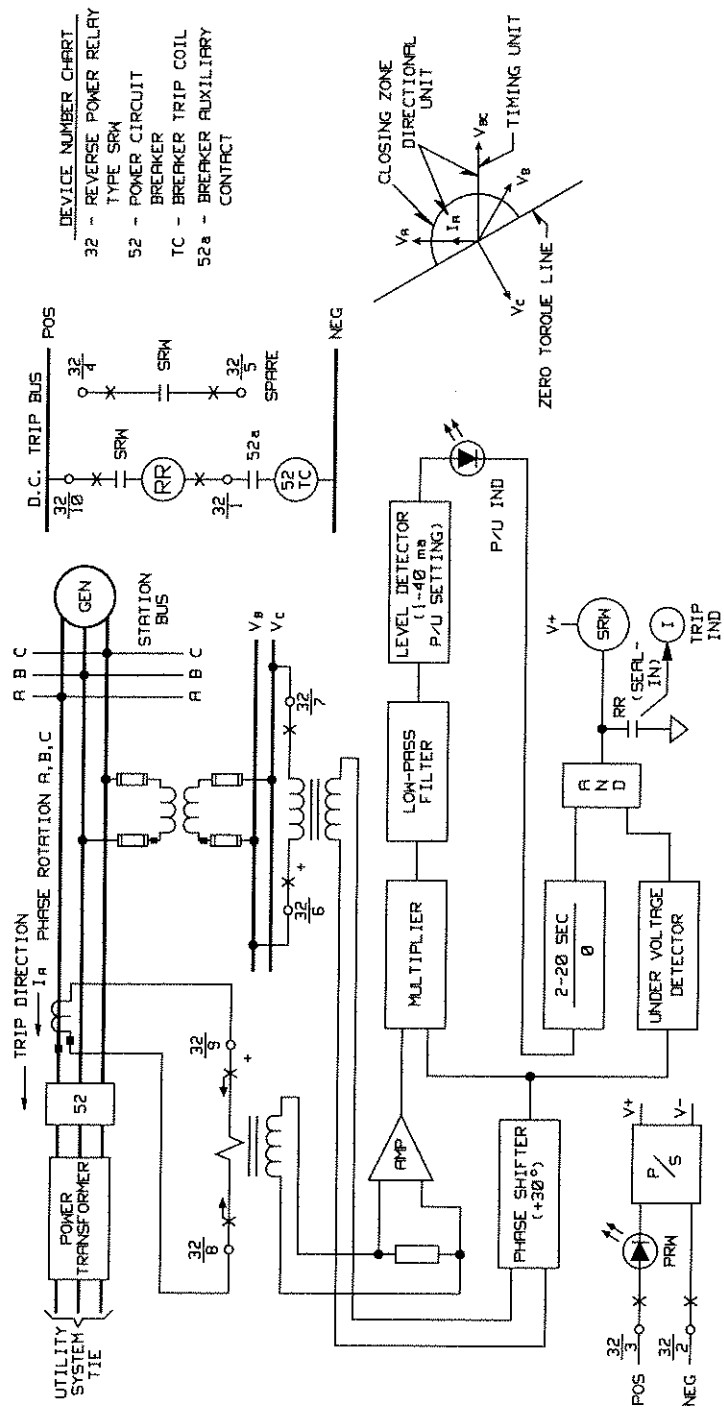 DEVICE NUMBER CHART
32 - REVERSE POWER RELAY
TYPE SRW
52 - POWER CIRCUIT
BREAKER
TC - BREAKER TRIP COIL
52a - BREAKER AUXILIARY
CONTACT
D.C. TRIP BUS
POS
32
10
SRW
RR
32
1
52a
52
TC
NEG
32
4
SRW
32
5
SPARE
CLOSING ZONE
DIRECTIONAL
UNIT
VA
IA
VBC
TIMING UNIT
VB
VC
ZERO TORQUE LINE
TRIP DIRECTION
IA
PHASE ROTATION A,B,C
UTILITY
SYSTEM
TIE
POWER
TRANSFORMER
52
A B C
GEN
STATION
BUS
A B C
VB
VC
32
8
32
9
+
32
6
+
32
7
AMP
MULTIPLIER
LOW-PASS
FILTER
LEVEL DETECTOR
(1-40 ma
P/U SETTING)
P/U IND
PHASE SHIFTER
(+30°)
2-20 SEC
0
UNDER VOLTAGE
DETECTOR
AND
V+
SRW
RR
(SEAL-
IN)
I
TRIP
IND
POS
32
3
NEG
32
2
PRW
P/S
V+
V-